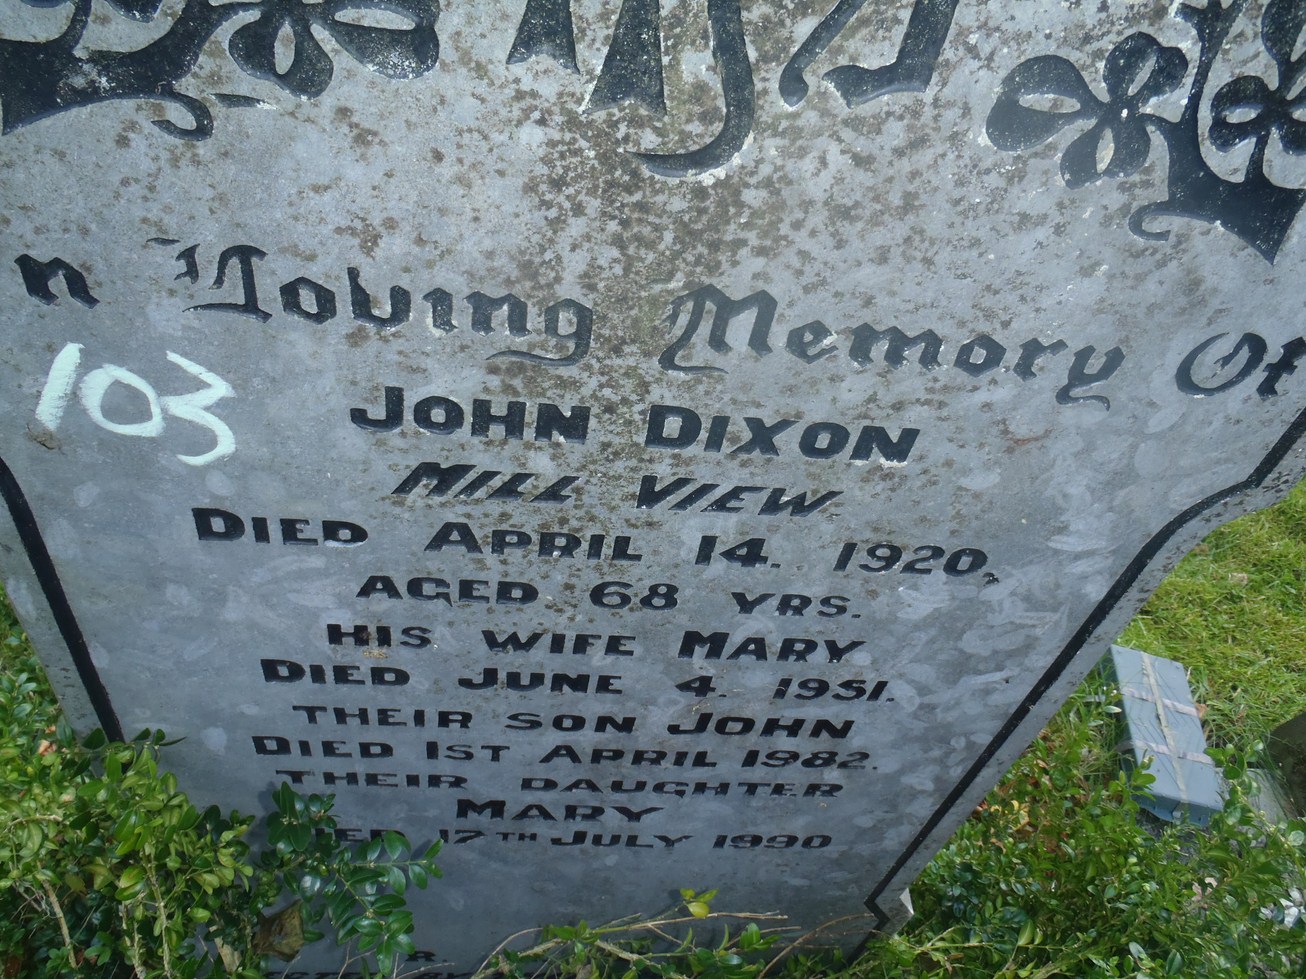 n Loving Memory Of
103
JOHN DIXON
MILL VIEW
DIED APRIL 14. 1920,
AGED 68 YRS.
HIS WIFE MARY
DIED JUNE 4. 1951.
THEIR SON JOHN
DIED 1ST APRIL 1982.
THEIR DAUGHTER
MARY
17TH JULY 1990